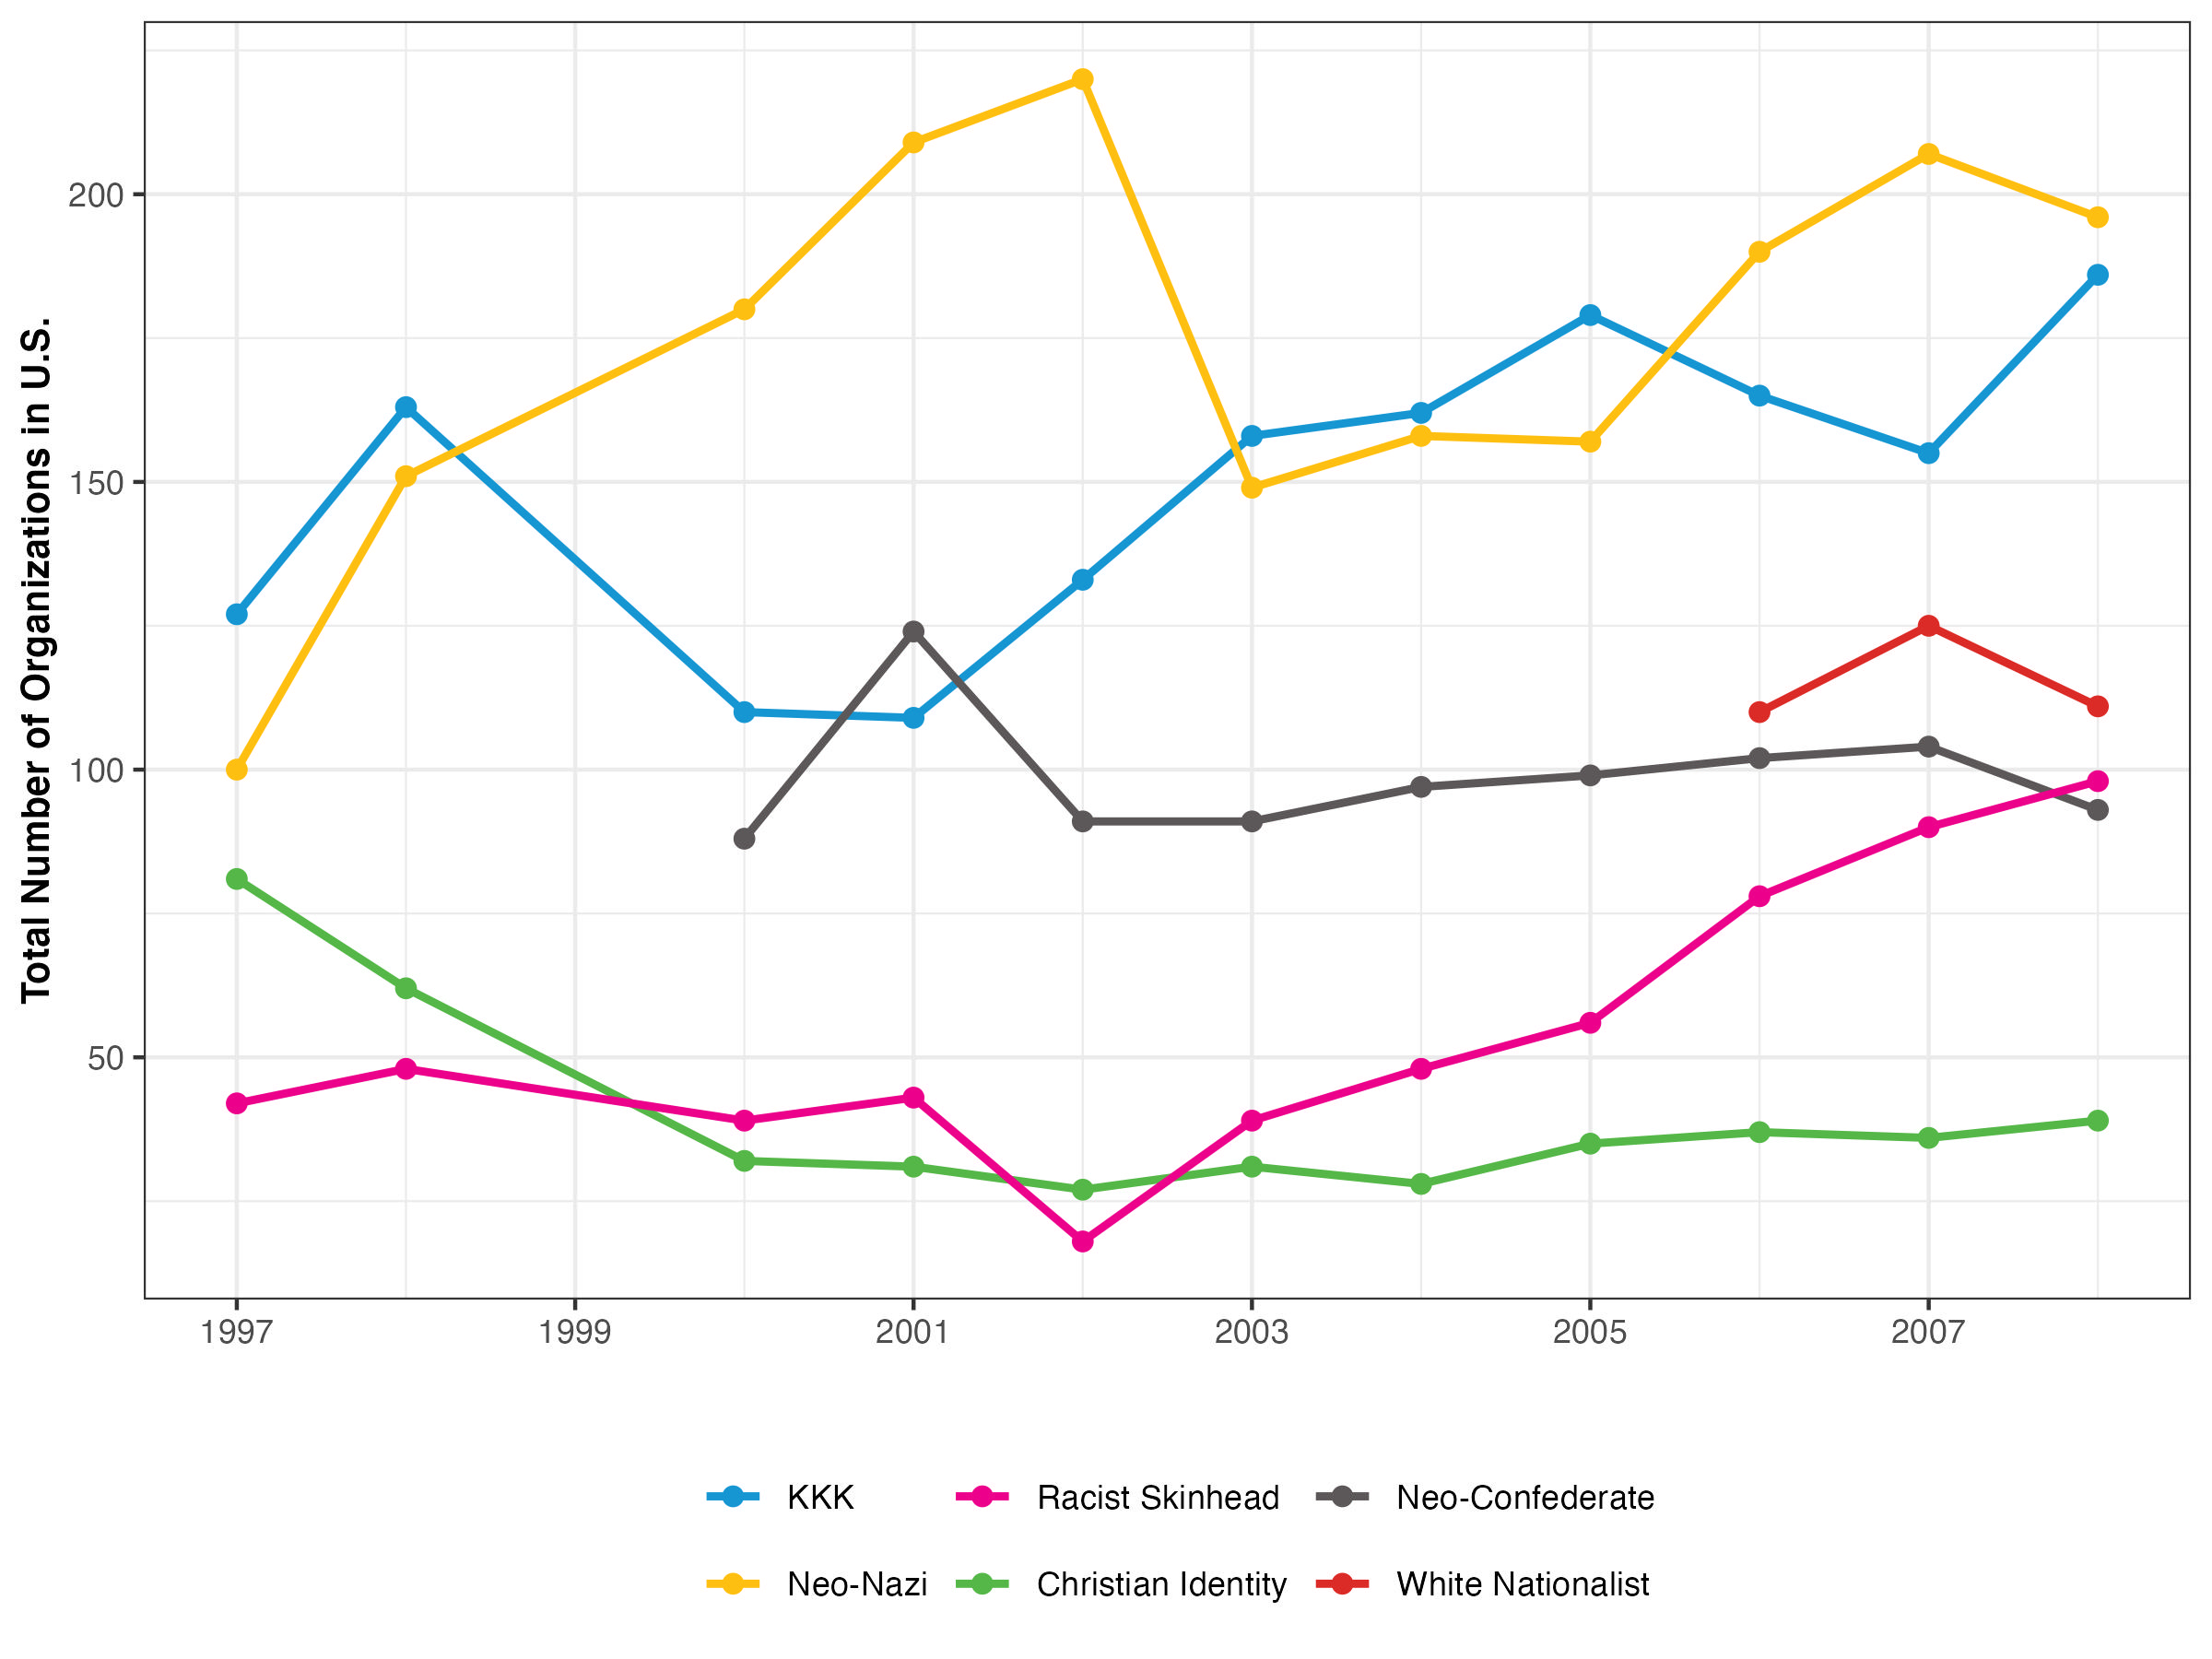 Total Number of Organizations in U.S.
200
150
100
50
1997 1999 2001 2003 2005 2007
KKK Racist Skinhead Neo-Confederate
Neo-Nazi Christian Identity White Nationalist